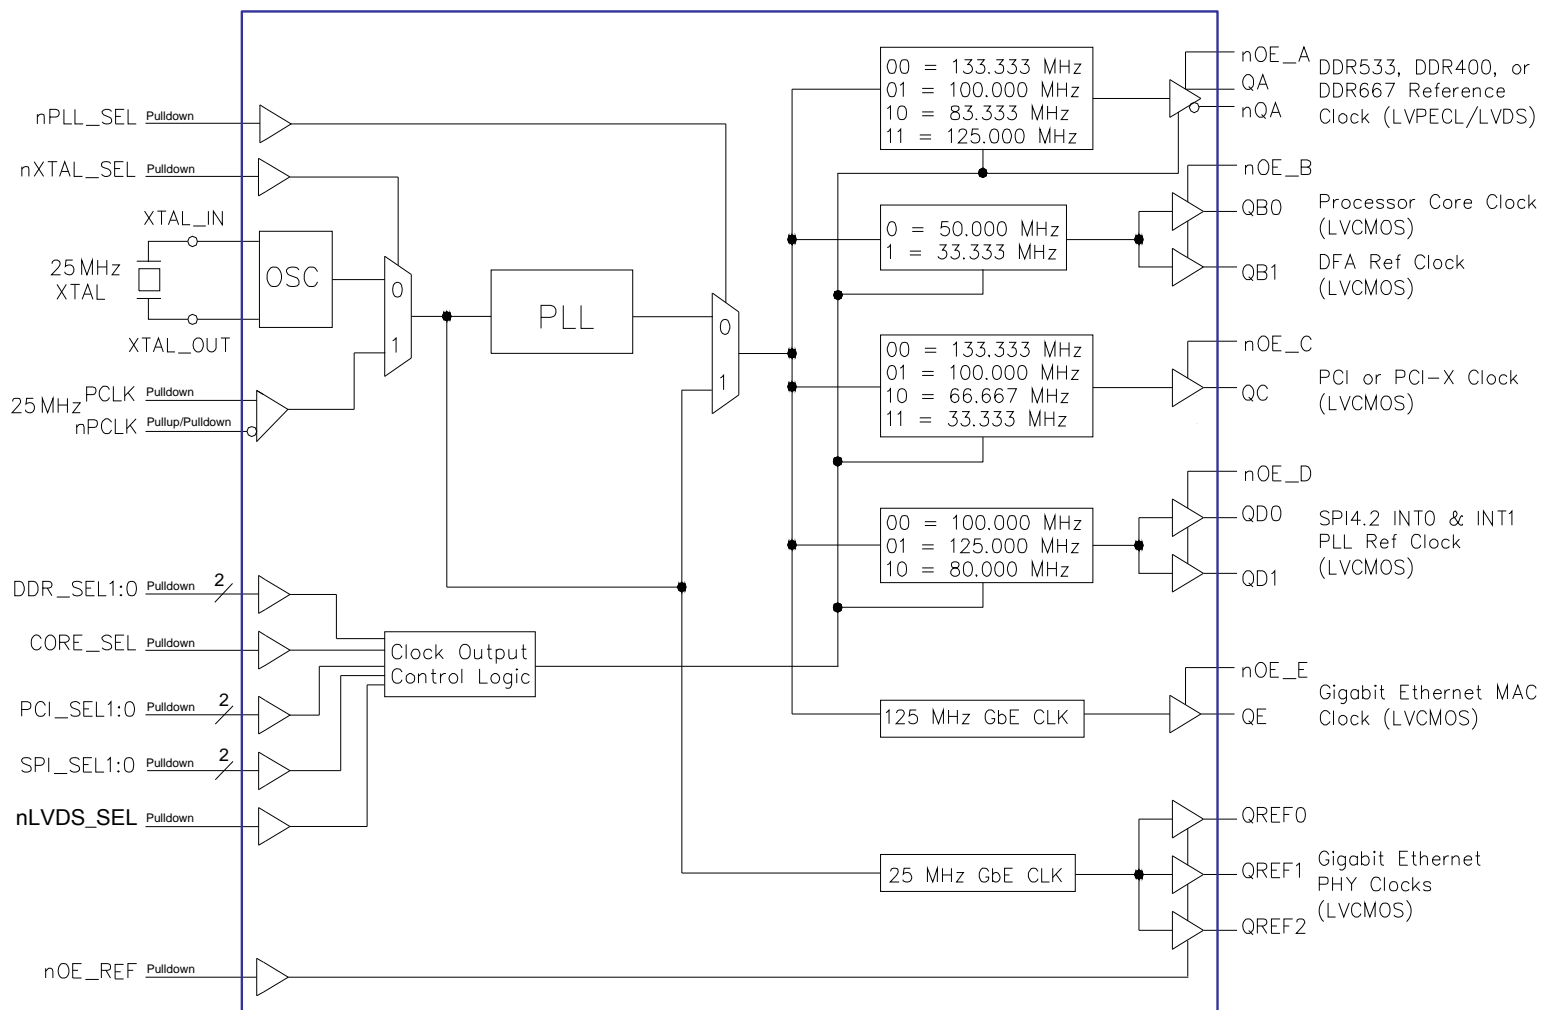 nPLL_SEL Pulldown
nXTAL_SEL Pulldown
XTAL_IN
25 MHz
XTAL
XTAL_OUT
OSC
0
1
25 MHz
PCLK Pulldown
nPCLK Pullup/Pulldown
PLL
0
1
DDR_SEL1:0 Pulldown 2
CORE_SEL Pulldown
PCI_SEL1:0 Pulldown 2
SPI_SEL1:0 Pulldown 2
nLVDS_SEL Pulldown
nOE_REF Pulldown
Clock Output
Control Logic
00 = 133.333 MHz
01 = 100.000 MHz
10 = 83.333 MHz
11 = 125.000 MHz
nOE_A
QA
nQA
DDR533, DDR400, or
DDR667 Reference
Clock (LVPECL/LVDS)
0 = 50.000 MHz
1 = 33.333 MHz
nOE_B
QB0
QB1
Processor Core Clock
(LVCMOS)
DFA Ref Clock
(LVCMOS)
00 = 133.333 MHz
01 = 100.000 MHz
10 = 66.667 MHz
11 = 33.333 MHz
nOE_C
QC
PCI or PCI-X Clock
(LVCMOS)
00 = 100.000 MHz
01 = 125.000 MHz
10 = 80.000 MHz
nOE_D
QD0
QD1
SPI4.2 INT0 & INT1
PLL Ref Clock
(LVCMOS)
125 MHz GbE CLK
nOE_E
QE
Gigabit Ethernet MAC
Clock (LVCMOS)
25 MHz GbE CLK
QREF0
QREF1
QREF2
Gigabit Ethernet
PHY Clocks
(LVCMOS)